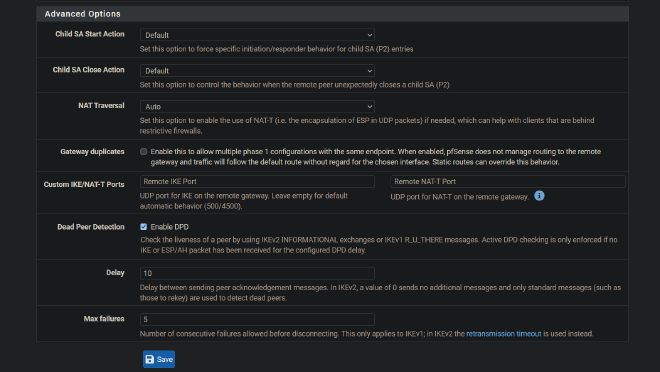 Advanced Options
Child SA Start Action
Default
Set this option to force specific initiation/responder behavior for child SA (P2) entries
Child SA Close Action
Default
Set this option to control the behavior when the remote peer unexpectedly closes a child SA (P2)
NAT Traversal
Auto
Set this option to enable the use of NAT-T (i.e. the encapsulation of ESP in UDP packets) if needed, which can help with clients that are behind
restrictive firewalls.
Gateway duplicates
Enable this to allow multiple phase 1 configurations with the same endpoint. When enabled, pfSense does not manage routing to the remote
gateway and traffic will follow the default route without regard for the chosen interface. Static routes can override this behavior.
Custom IKE/NAT-T Ports
Remote IKE Port
Remote NAT-T Port
UDP port for IKE on the remote gateway. Leave empty for default
automatic behavior (500/4500).
UDP port for NAT-T on the remote gateway.
Dead Peer Detection
Enable DPD
Check the liveness of a peer by using IKEv2 INFORMATIONAL exchanges or IKEv1 R_U_THERE messages. Active DPD checking is only enforced if no
IKE or ESP/AH packet has been received for the configured DPD delay.
Delay
10
Delay between sending peer acknowledgement messages. In IKEv2, a value of 0 sends no additional messages and only standard messages (such as
those to rekey) are used to detect dead peers.
Max failures
5
Number of consecutive failures allowed before disconnecting. This only applies to IKEv1; in IKEv2 the retransmission timeout is used instead.
Save